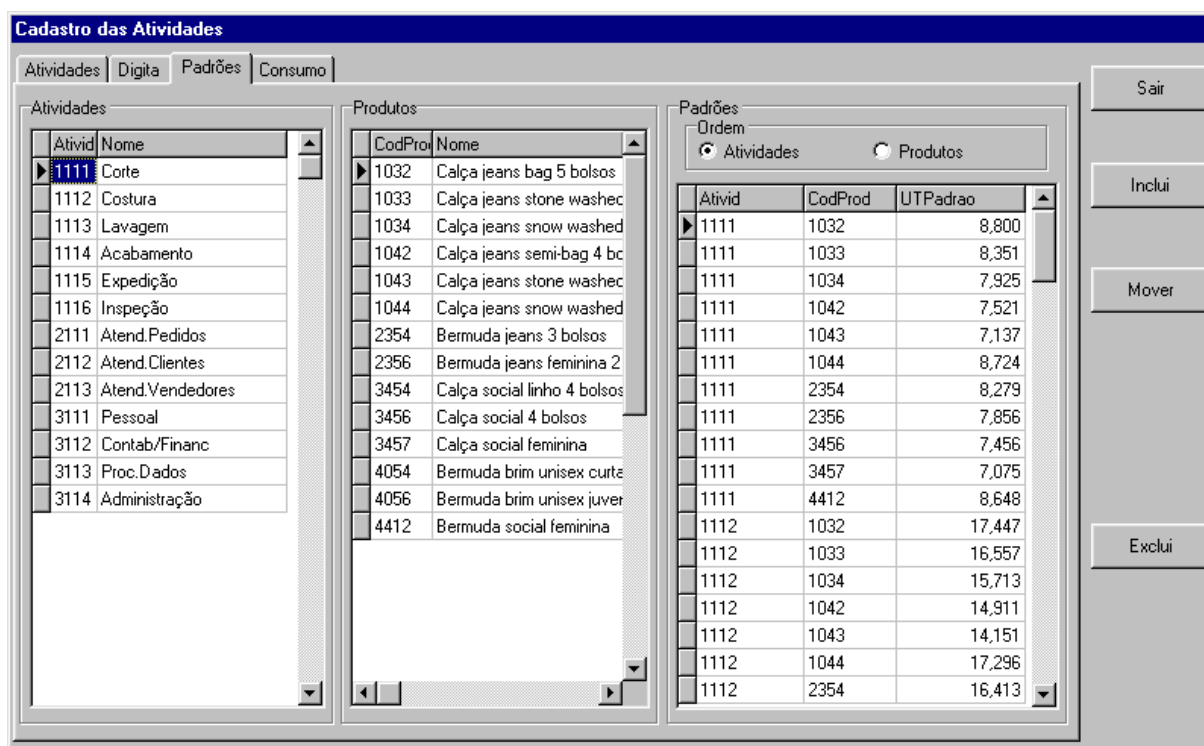 Cadastro das Atividades
Atividades Digita Padrões Consumo
Sair
Inclui
Mover
Exclui
Atividades
Ativid Nome
1111 Corte
1112 Costura
1113 Lavagem
1114 Acabamento
1115 Expedição
1116 Inspeção
2111 Atend.Pedidos
2112 Atend.Clientes
2113 Atend.Vendedores
3111 Pessoal
3112 Contab/Financ
3113 Proc.Dados
3114 Administração
Produtos
CodPro Nome
1032 Calça jeans bag 5 bolsos
1033 Calça jeans stone washec
1034 Calça jeans snow washed
1042 Calça jeans semi-bag 4 bc
1043 Calça jeans stone washec
1044 Calça jeans snow washed
2354 Bermuda jeans 3 bolsos
2356 Bermuda jeans feminina 2
3454 Calça social linho 4 bolsos
3456 Calça social 4 bolsos
3457 Calça social feminina
4054 Bermuda brim unisex curta
4056 Bermuda brim unisex juver
4412 Bermuda social feminina
Padrões
Ordem
Atividades Produtos
Ativid CodProd UTPadrao
1111 1032 8,800
1111 1033 8,351
1111 1034 7,925
1111 1042 7,521
1111 1043 7,137
1111 1044 8,724
1111 2354 8,279
1111 2356 7,856
1111 3456 7,456
1111 3457 7,075
1111 4412 8,648
1112 1032 17,447
1112 1033 16,557
1112 1034 15,713
1112 1042 14,911
1112 1043 14,151
1112 1044 17,296
1112 2354 16,413